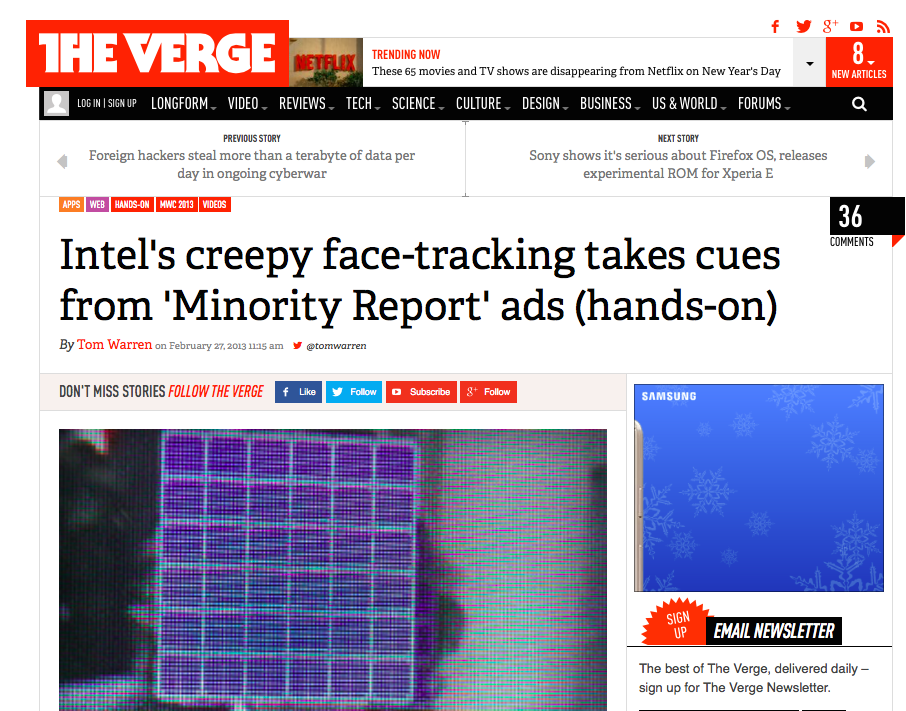 THE VERGE
NETFLIX
TRENDING NOW
These 65 movies and TV shows are disappearing from Netflix on New Year's Day
8
NEW ARTICLES
LOG IN | SIGN UP LONGFORM VIDEO REVIEWS TECH SCIENCE CULTURE DESIGN BUSINESS US & WORLD FORUMS
PREVIOUS STORY
Foreign hackers steal more than a terabyte of data per
day in ongoing cyberwar
NEXT STORY
Sony shows it's serious about Firefox OS, releases
experimental ROM for Xperia E
APPS WEB HANDS-ON MWC 2013 VIDEOS
36
COMMENTS
Intel's creepy face-tracking takes cues
from 'Minority Report' ads (hands-on)
By Tom Warren on February 27, 2013 11:15 am @tomwarren
DON'T MISS STORIES FOLLOW THE VERGE Like Follow Subscribe Follow
SAMSUNG
SIGN
UP
EMAIL NEWSLETTER
The best of The Verge, delivered daily –
sign up for The Verge Newsletter.